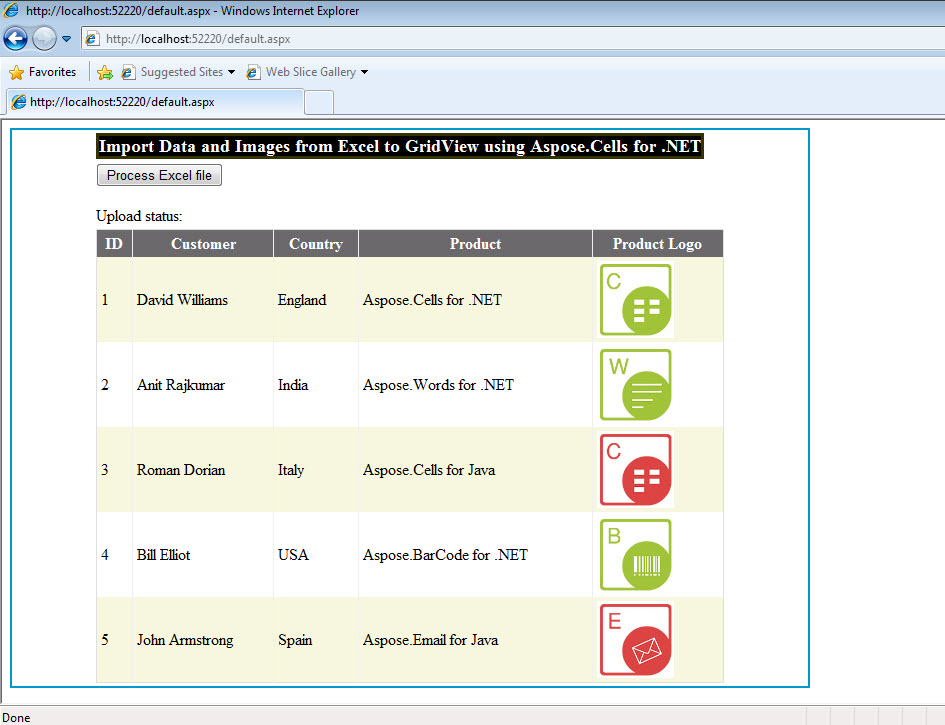 http://localhost:52220/default.aspx - Windows Internet Explorer
http://localhost:52220/default.aspx
Favorites Suggested Sites Web Slice Gallery
http://localhost:52220/default.aspx
Import Data and Images from Excel to GridView using Aspose.Cells for .NET
Process Excel file
Upload status:
ID Customer Country Product Product Logo
1 David Williams England Aspose.Cells for .NET C
2 Anit Rajkumar India Aspose.Words for .NET W
3 Roman Dorian Italy Aspose.Cells for Java C
4 Bill Elliot USA Aspose.BarCode for .NET B
5 John Armstrong Spain Aspose.Email for Java E
Done